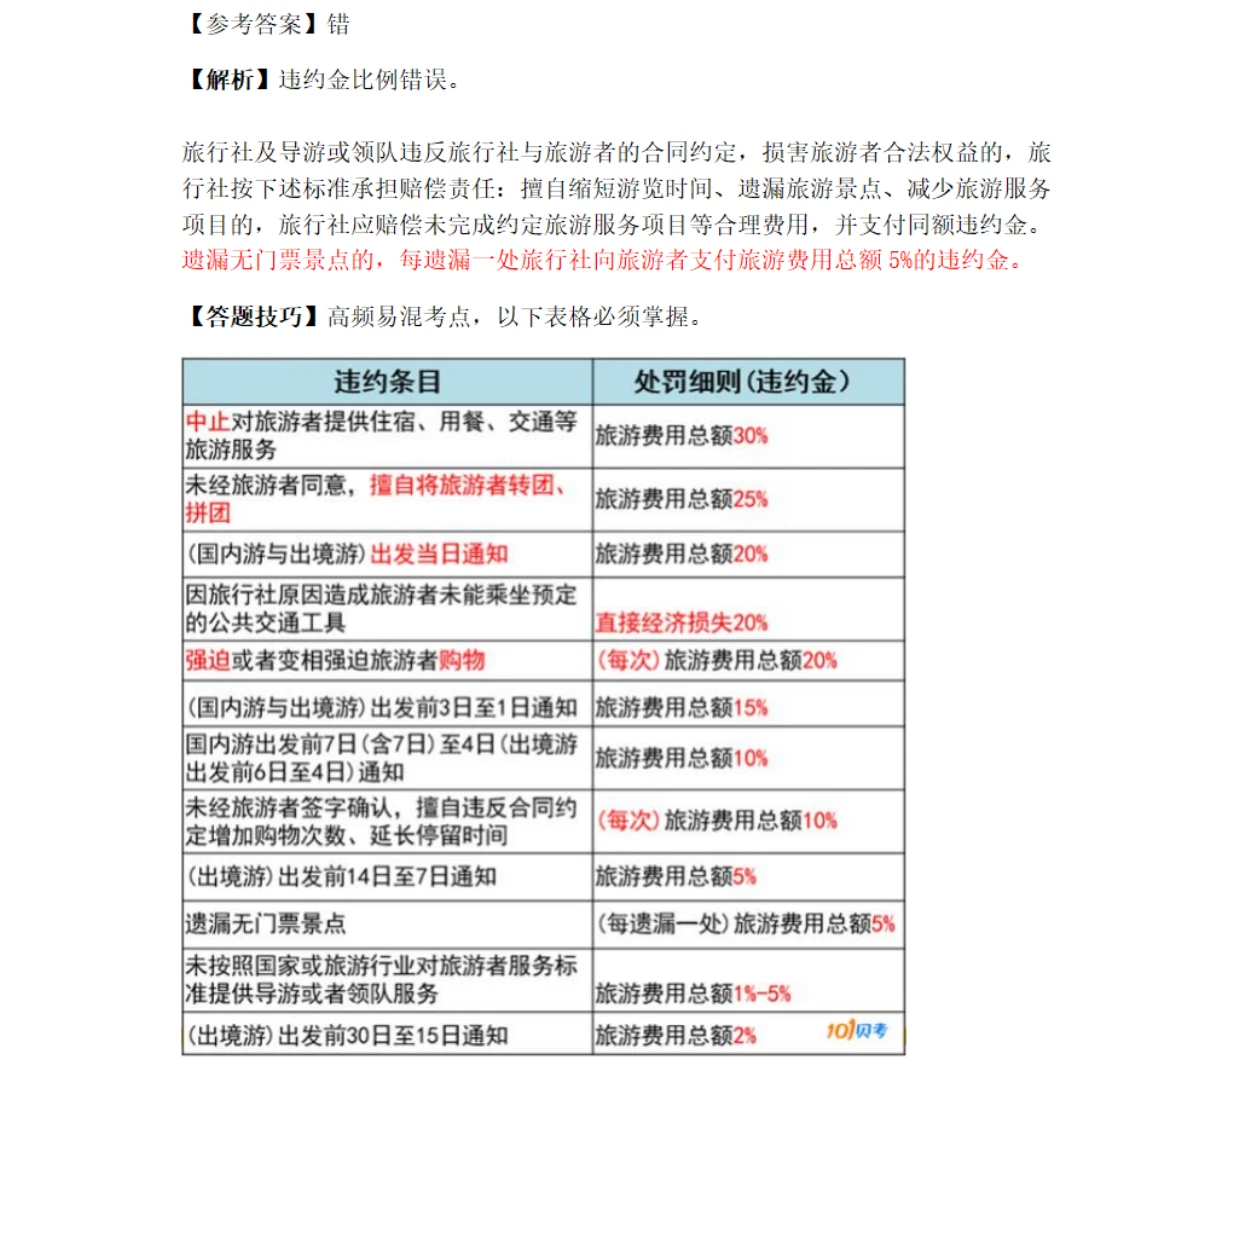 【参考答案】错
【解析】违约金比例错误。
旅行社及导游或领队违反旅行社与旅游者的合同约定，损害旅游者合法权益的，旅
行社按下述标准承担赔偿责任：擅自缩短游览时间、遗漏旅游景点、减少旅游服务
项目的，旅行社应赔偿未完成约定旅游服务项目等合理费用，并支付同额违约金。
遗漏无门票景点的，每遗漏一处旅行社向旅游者支付旅游费用总额 5%的违约金。
【答题技巧】高频易混考点，以下表格必须掌握。
违约条目
处罚细则(违约金)
中止对旅游者提供住宿、用餐、交通等
旅游服务
旅游费用总额30%
未经旅游者同意，擅自将旅游者转团、
拼团
旅游费用总额25%
(国内游与出境游)出发当日通知
旅游费用总额20%
因旅行社原因造成旅游者未能乘坐预定
的公共交通工具
直接经济损失20%
强迫或者变相强迫旅游者购物
(每次)旅游费用总额20%
(国内游与出境游)出发前3日至1日通知
旅游费用总额15%
国内游出发前7日(含7日)至4日(出境游
出发前6日至4日)通知
旅游费用总额10%
未经旅游者签字确认，擅自违反合同约
定增加购物次数、延长停留时间
(每次)旅游费用总额10%
(出境游)出发前14日至7日通知
旅游费用总额5%
遗漏无门票景点
(每遗漏一处)旅游费用总额5%
未按照国家或旅游行业对旅游者服务标
准提供导游或者领队服务
旅游费用总额1%-5%
(出境游)出发前30日至15日通知
旅游费用总额2%
101贝考